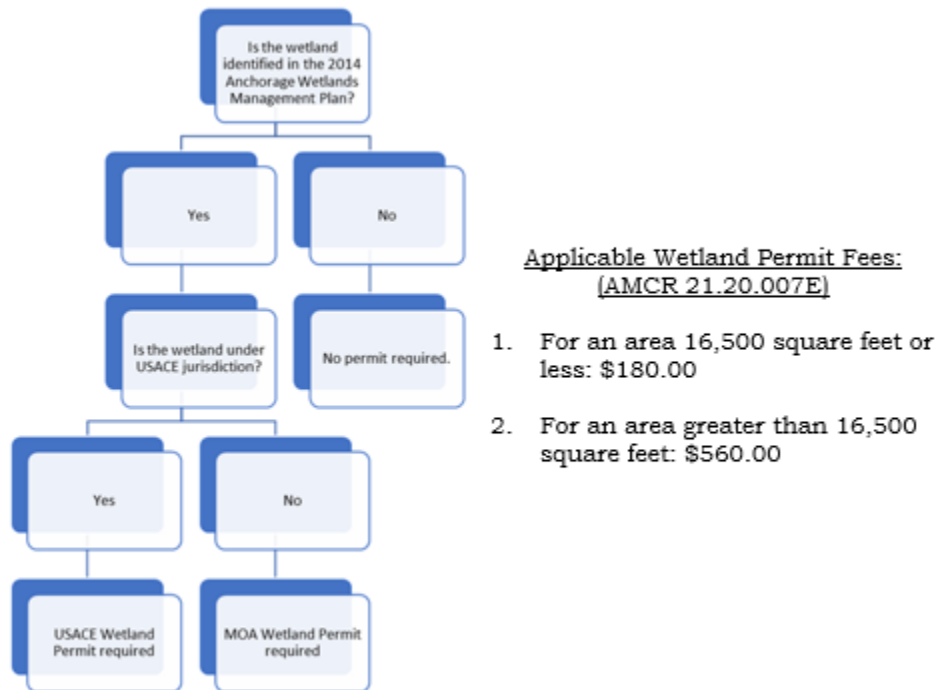 Is the wetland
identified in the 2014
Anchorage Wetlands
Management Plan?
Yes
No
Is the wetland under
USACE jurisdiction?
No permit required.
Yes
No
USACE Wetland
Permit required
MOA Wetland Permit
required
Applicable Wetland Permit Fees:
(AMCR 21.20.007E)
1. For an area 16,500 square feet or
less: $180.00
2. For an area greater than 16,500
square feet: $560.00